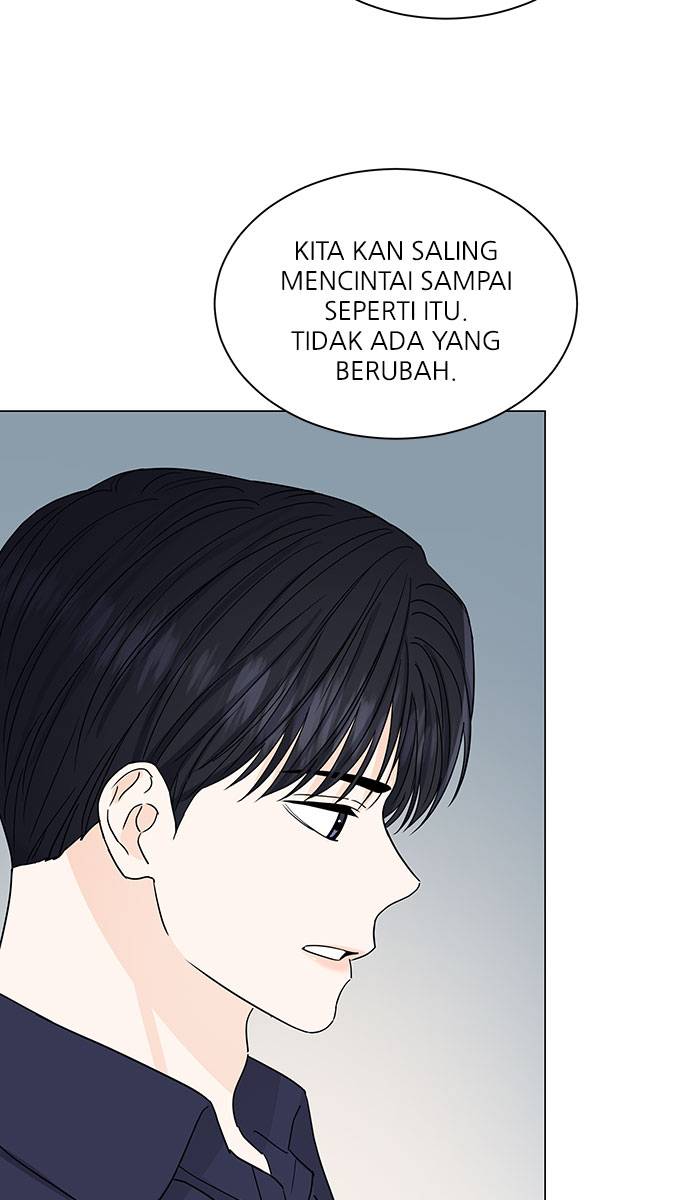 KITA KAN SALING
MENCINTAI SAMPAI
SEPERTI ITU.
TIDAK ADA YANG
BERUBAH.